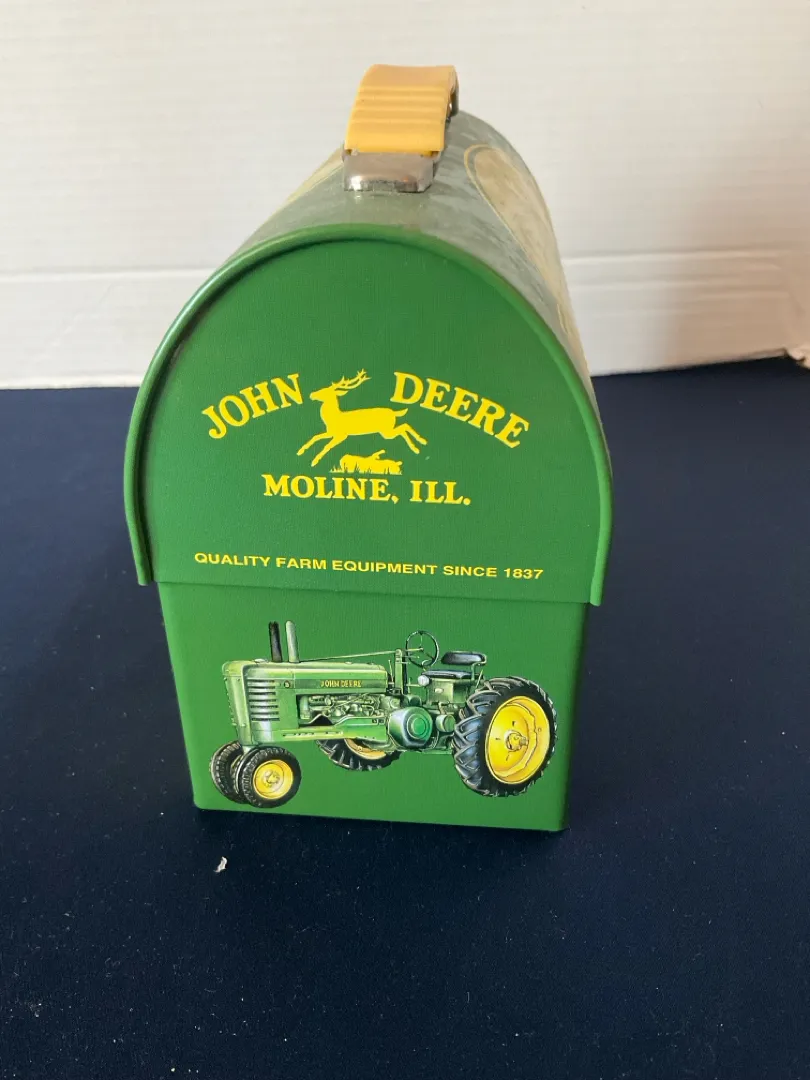 JOHN DEERE
MOLINE, ILL.
QUALITY FARM EQUIPMENT SINCE 1837
JOHN DEERE